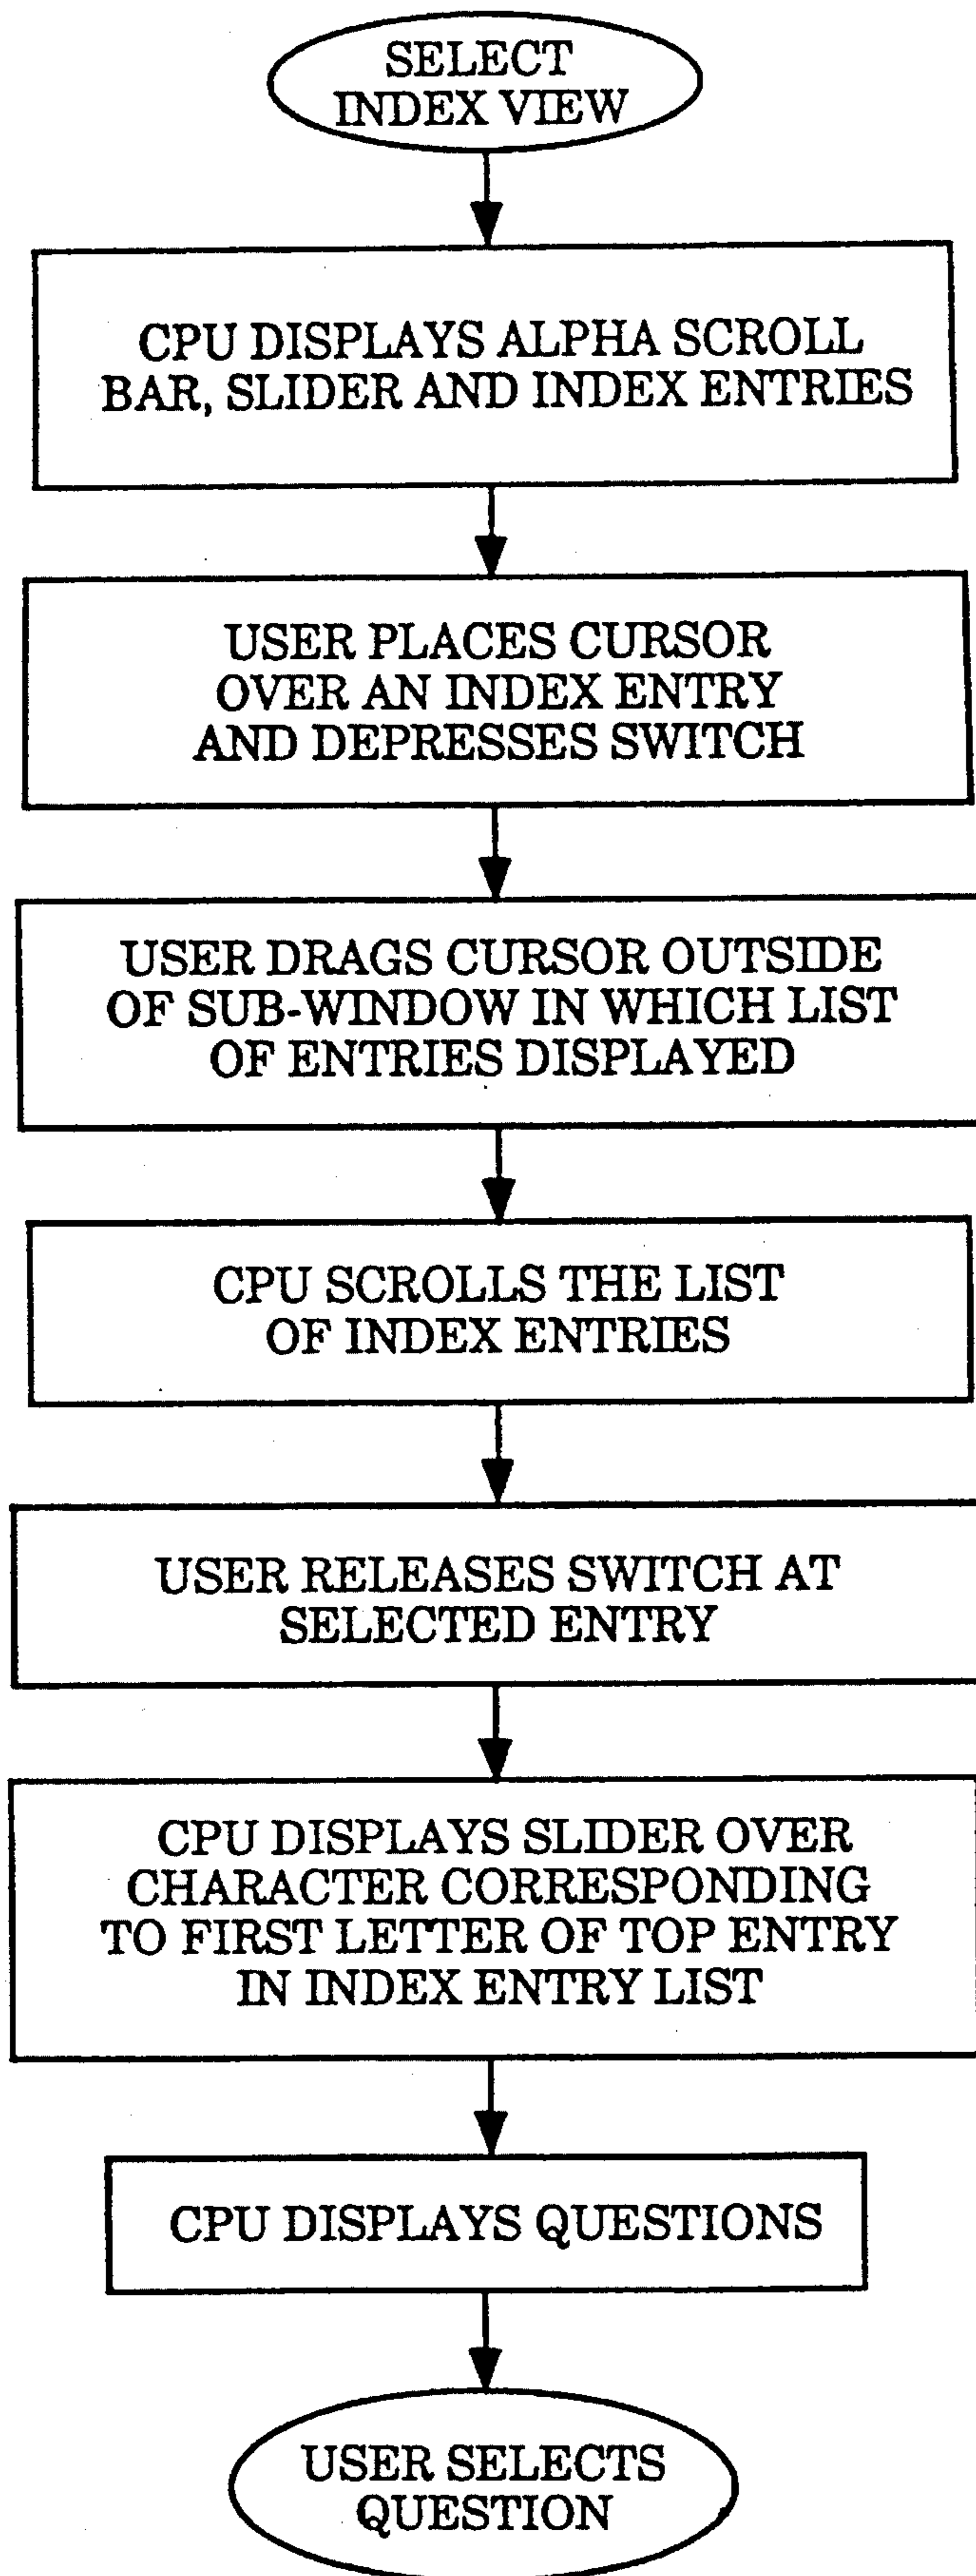 SELECT
INDEX VIEW
CPU DISPLAYS ALPHA SCROLL
BAR, SLIDER AND INDEX ENTRIES
USER PLACES CURSOR
OVER AN INDEX ENTRY
AND DEPRESSES SWITCH
USER DRAGS CURSOR OUTSIDE
OF SUB-WINDOW IN WHICH LIST
OF ENTRIES DISPLAYED
CPU SCROLLS THE LIST
OF INDEX ENTRIES
USER RELEASES SWITCH AT
SELECTED ENTRY
CPU DISPLAYS SLIDER OVER
CHARACTER CORRESPONDING
TO FIRST LETTER OF TOP ENTRY
IN INDEX ENTRY LIST
CPU DISPLAYS QUESTIONS
USER SELECTS
QUESTION